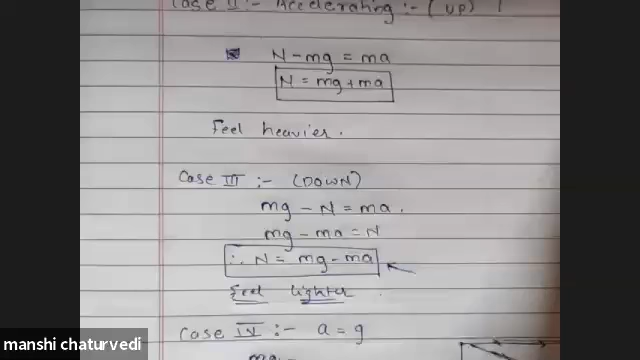 Case II :- Accelerating :- (UP)
N - mg = ma
N = mg + ma
Feel heavier.
Case III :- (DOWN)
mg - N = ma.
mg - ma = N
∴ N = mg - ma
Feel lighter
Case IV :- a = g
mg -
manshi chaturvedi